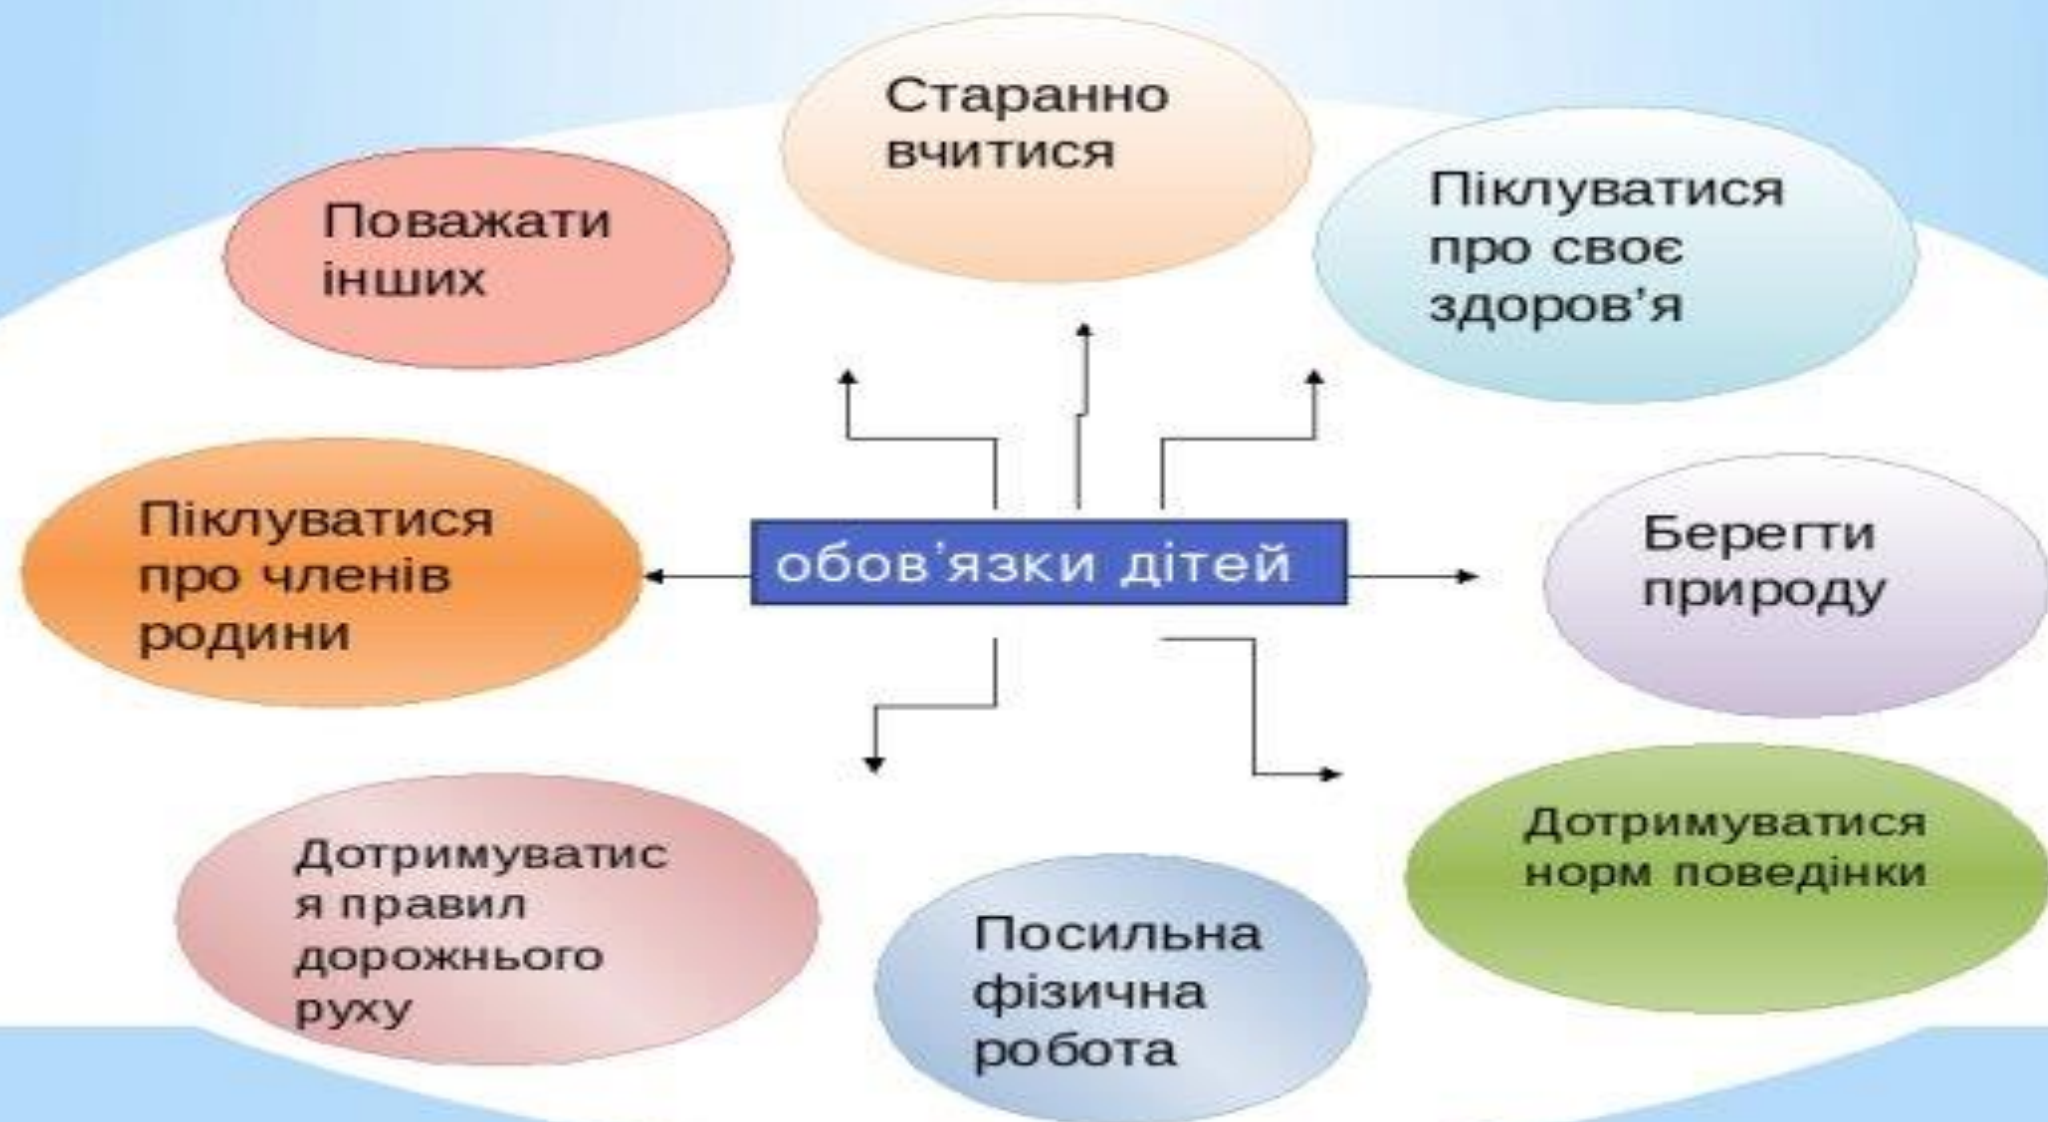 Старанно
вчитися
Поважати
інших
Піклуватися
про своє
здоров’я
Піклуватися
про членів
родини
обов’язки дітей
Берегти
природу
Дотримуватис
я правил
дорожнього
руху
Посильна
фізична
робота
Дотримуватися
норм поведінки